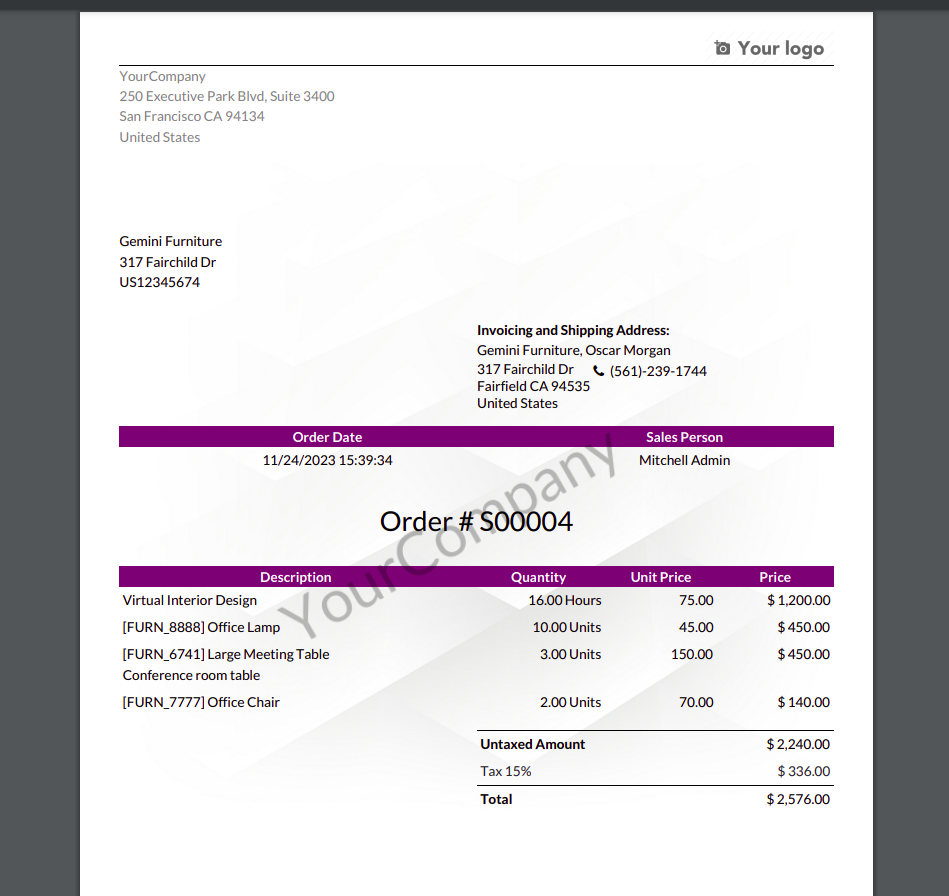 Your logo
YourCompany
250 Executive Park Blvd, Suite 3400
San Francisco CA 94134
United States
Gemini Furniture
317 Fairchild Dr
US12345674
Invoicing and Shipping Address:
Gemini Furniture, Oscar Morgan
317 Fairchild Dr (561)-239-1744
Fairfield CA 94535
United States
Order Date Sales Person
11/24/2023 15:39:34 Mitchell Admin
YourCompany
Order # S00004
Description Quantity Unit Price Price
Virtual Interior Design 16.00 Hours 75.00 $ 1,200.00
[FURN_8888] Office Lamp 10.00 Units 45.00 $ 450.00
[FURN_6741] Large Meeting Table 3.00 Units 150.00 $ 450.00
Conference room table
[FURN_7777] Office Chair 2.00 Units 70.00 $ 140.00
Untaxed Amount $ 2,240.00
Tax 15% $ 336.00
Total $ 2,576.00